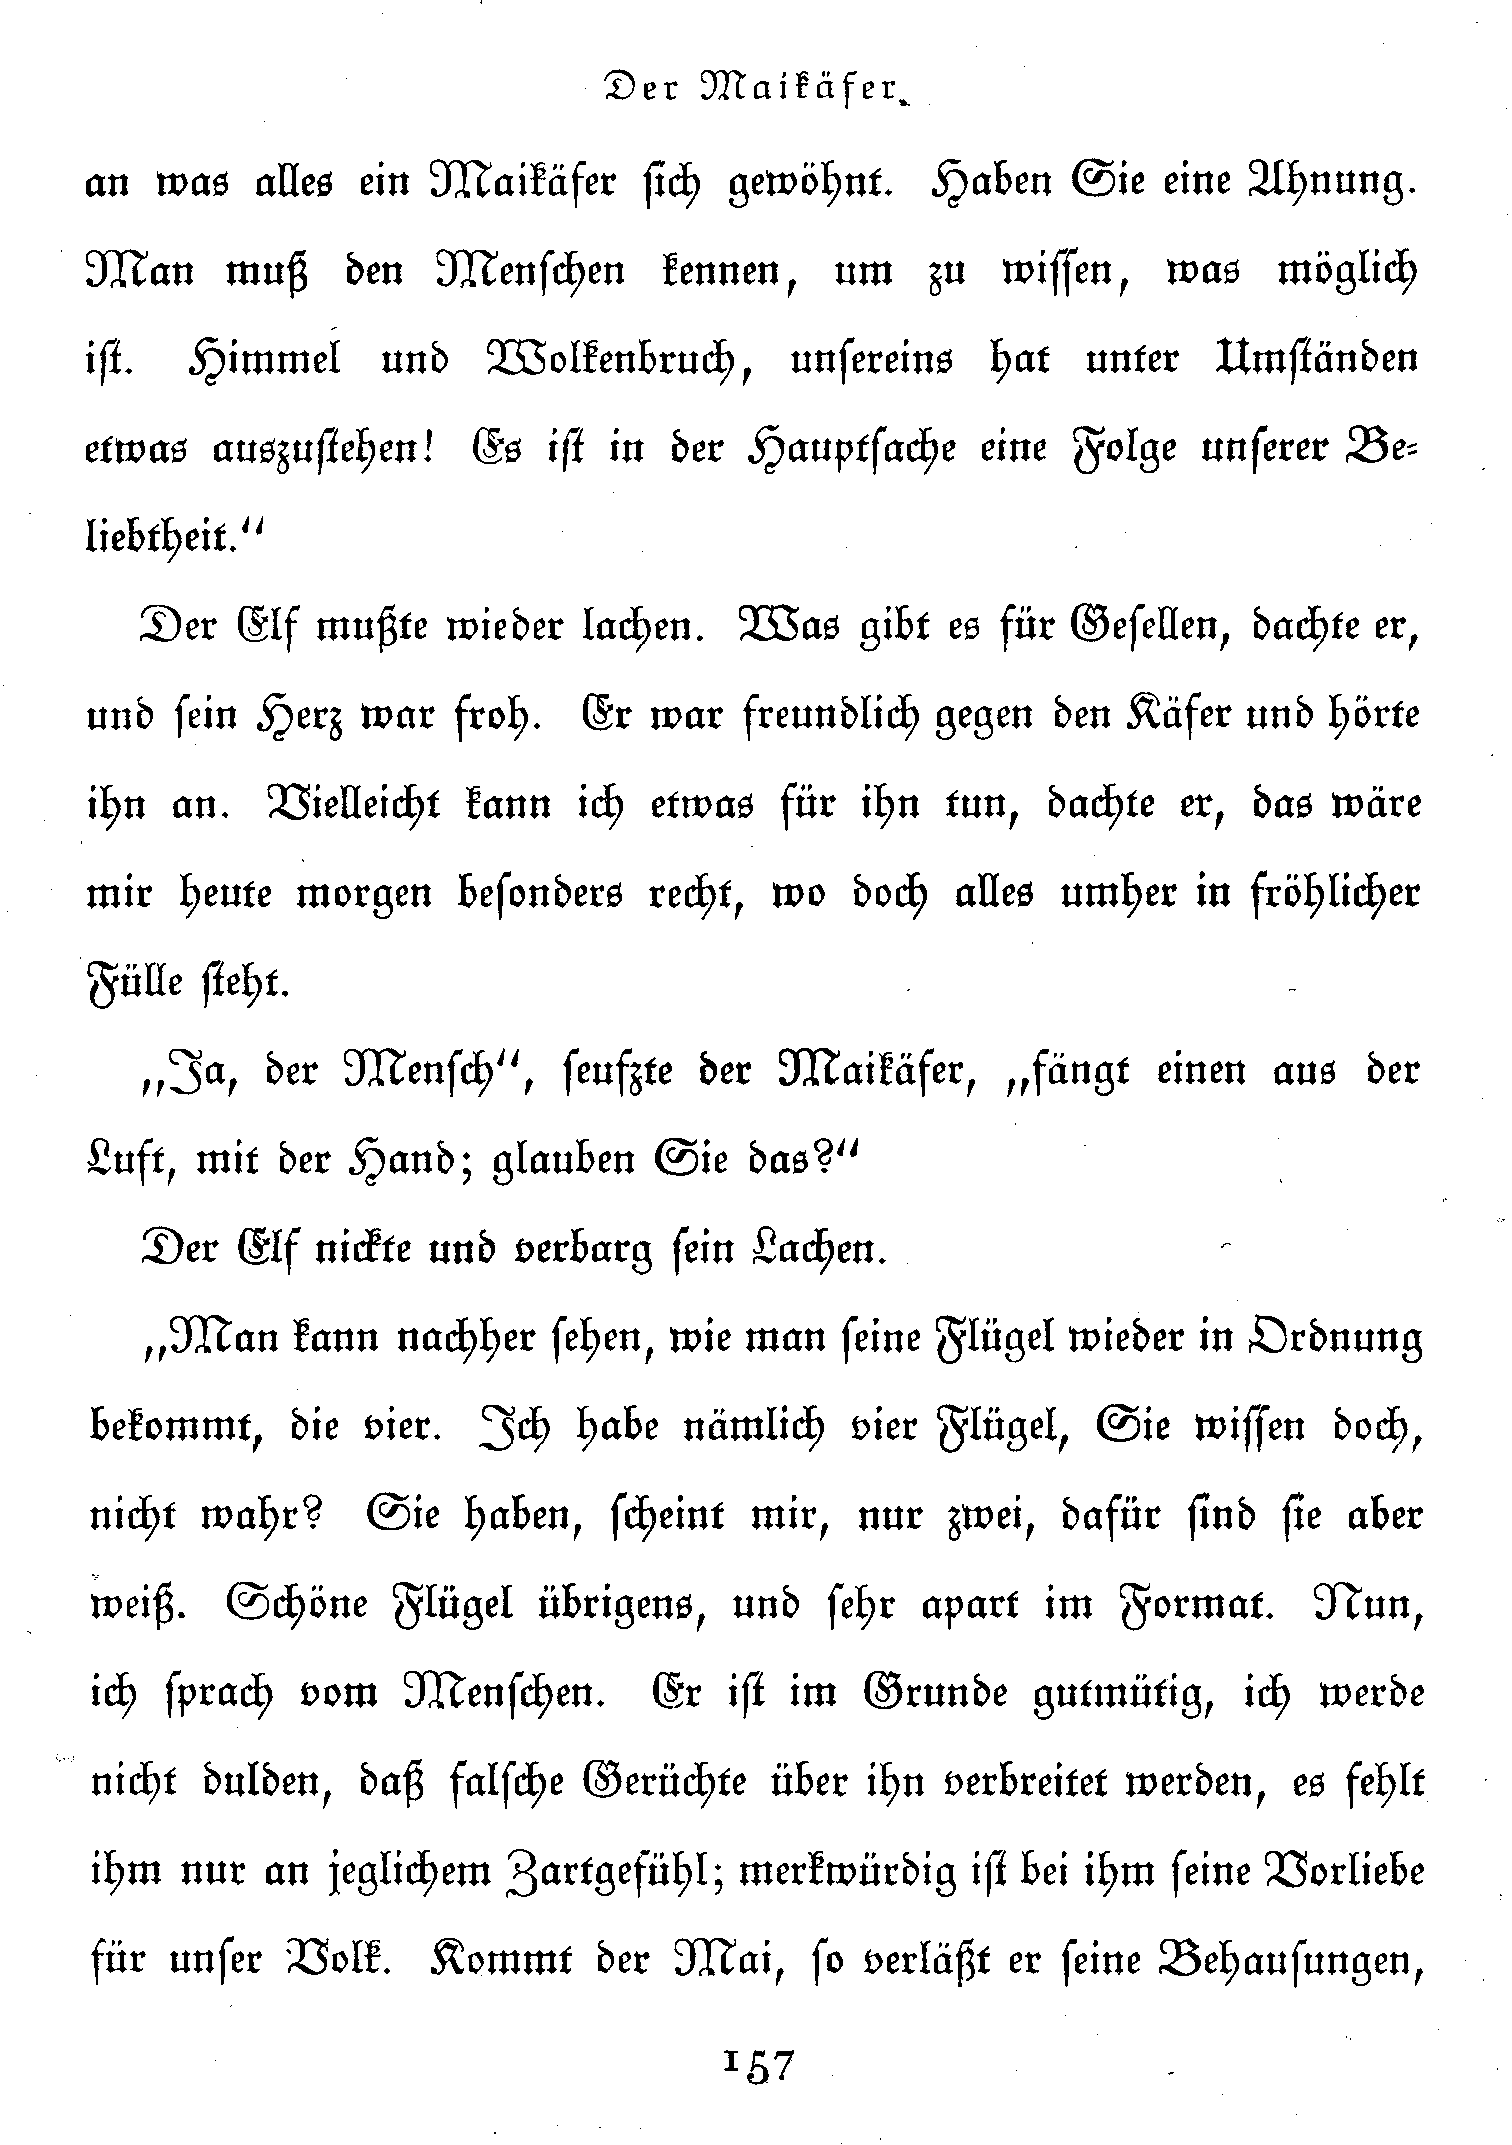 Der Maikäfer.
an was alles ein Maikäfer sich gewöhnt. Haben Sie eine Ahnung.
Man muß den Menschen kennen, um zu wissen, was möglich
ist. Himmel und Wolkenbruch, unsereins hat unter Umständen
etwas auszustehen! Es ist in der Hauptsache eine Folge unserer Be-
liebtheit.“
Der Elf mußte wieder lachen. Was gibt es für Gesellen, dachte er,
und sein Herz war froh. Er war freundlich gegen den Käfer und hörte
ihn an. Vielleicht kann ich etwas für ihn tun, dachte er, das wäre
mir heute morgen besonders recht, wo doch alles umher in fröhlicher
Fülle steht.
„Ja, der Mensch“, seufzte der Maikäfer, „fängt einen aus der
Luft, mit der Hand; glauben Sie das?“
Der Elf nickte und verbarg sein Lachen.
„Man kann nachher sehen, wie man seine Flügel wieder in Ordnung
bekommt, die vier. Ich habe nämlich vier Flügel, Sie wissen doch,
nicht wahr? Sie haben, scheint mir, nur zwei, dafür sind sie aber
weiß. Schöne Flügel übrigens, und sehr apart im Format. Nun,
ich sprach vom Menschen. Er ist im Grunde gutmütig, ich werde
nicht dulden, daß falsche Gerüchte über ihn verbreitet werden, es fehlt
ihm nur an jeglichem Zartgefühl; merkwürdig ist bei ihm seine Vorliebe
für unser Volk. Kommt der Mai, so verläßt er seine Behausungen,
157